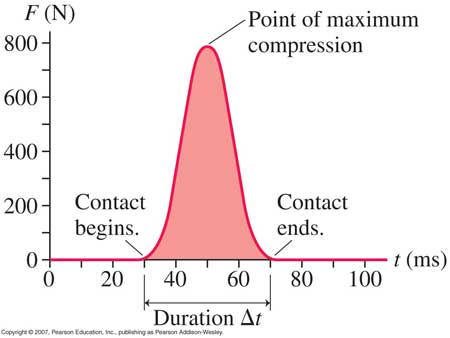 F (N)
Point of maximum
compression
800
600
400
200
0
Contact
begins.
Contact
ends.
0 20 40 60 80 100
t (ms)
Duration Δt
Copyright © 2007, Pearson Education, Inc., publishing as Pearson Addison-Wesley.